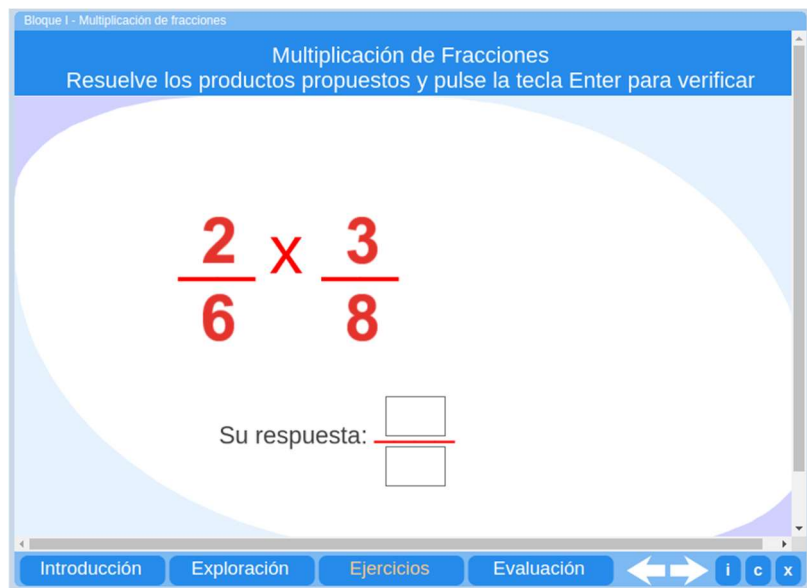 Bloque I - Multiplicación de fracciones
Multiplicación de Fracciones
Resuelve los productos propuestos y pulse la tecla Enter para verificar
2 x 3
6 8
Su respuesta:
Introducción Exploración Ejercicios Evaluación i c x